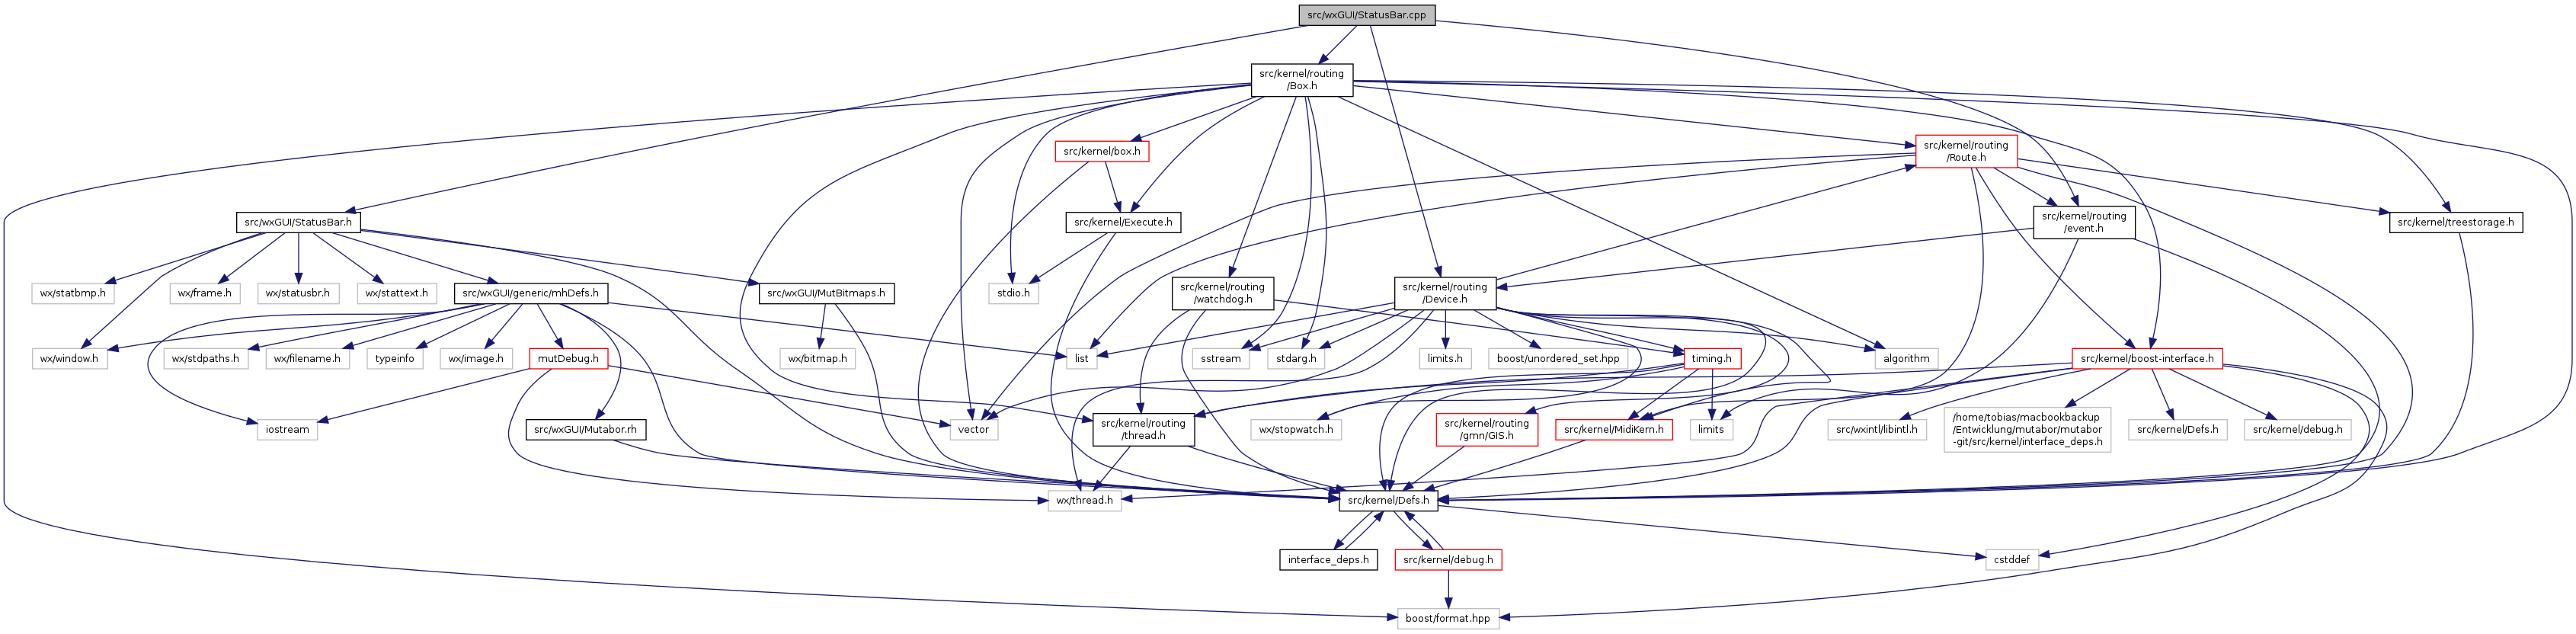 src/wxGUI/StatusBar.cpp
src/kernel/routing
/Box.h
src/kernel/box.h
src/kernel/routing
/Route.h
src/wxGUI/StatusBar.h
src/kernel/Execute.h
src/kernel/routing
/event.h
src/kernel/treestorage.h
wx/statbmp.h
wx/frame.h
wx/statusbr.h
wx/stattext.h
src/wxGUI/generic/mhDefs.h
src/wxGUI/MutBitmaps.h
stdio.h
src/kernel/routing
/watchdog.h
src/kernel/routing
/Device.h
wx/window.h
wx/stdpaths.h
wx/filename.h
typeinfo
wx/image.h
mutDebug.h
wx/bitmap.h
list
sstream
stdarg.h
limits.h
boost/unordered_set.hpp
timing.h
algorithm
src/kernel/boost-interface.h
iostream
src/wxGUI/Mutabor.rh
vector
src/kernel/routing
/thread.h
wx/stopwatch.h
src/kernel/routing
/gmn/GIS.h
src/kernel/MidiKern.h
limits
src/wxintl/libintl.h
/home/tobias/macbookbackup
/Entwicklung/mutabor/mutabor
-git/src/kernel/interface_deps.h
src/kernel/Defs.h
src/kernel/debug.h
wx/thread.h
src/kernel/Defs.h
interface_deps.h
src/kernel/debug.h
cstddef
boost/format.hpp